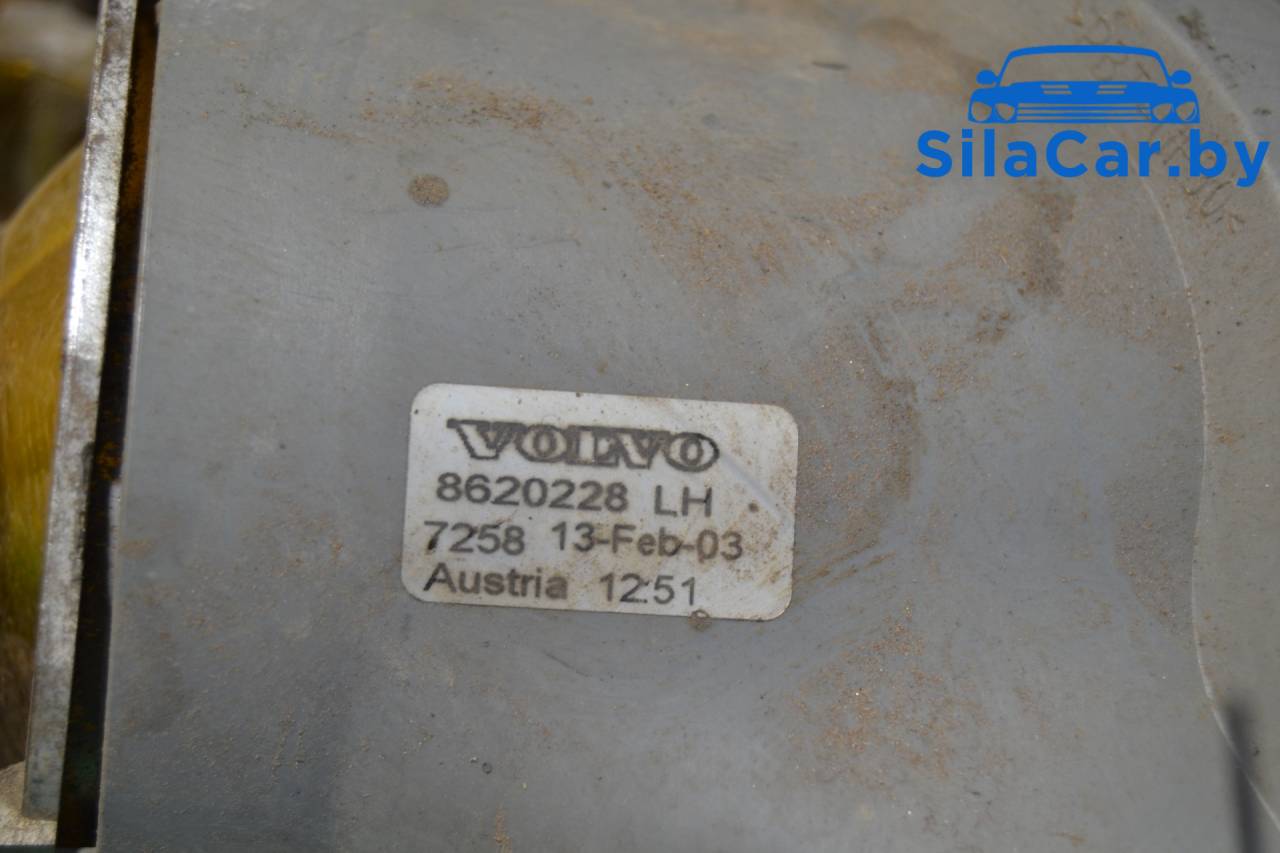 SilaCar.by
VOLVO
8620228 LH
7258 13-Feb-03
Austria 12:51